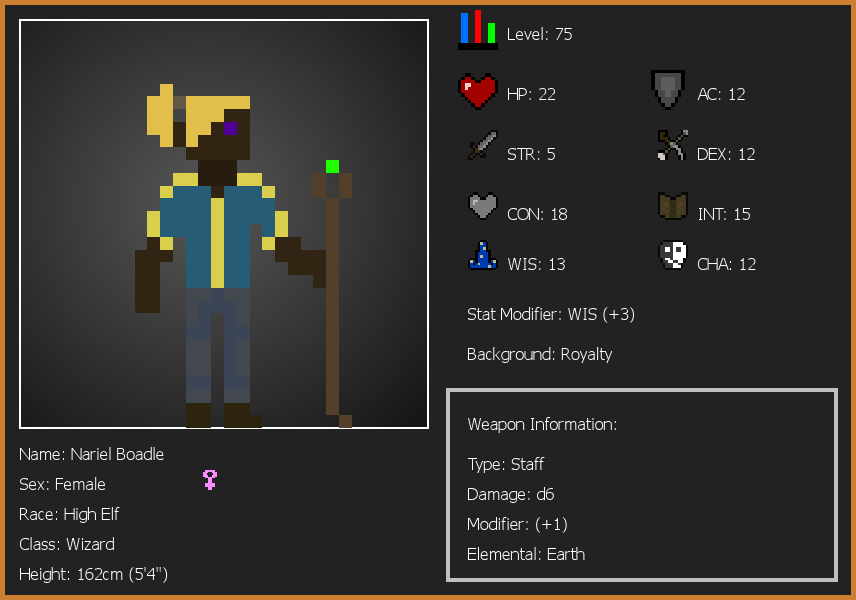 Level: 75
HP: 22
AC: 12
STR: 5
DEX: 12
CON: 18
INT: 15
WIS: 13
CHA: 12
Stat Modifier: WIS (+3)
Background: Royalty
Weapon Information:
Type: Staff
Damage: d6
Modifier: (+1)
Elemental: Earth
Name: Nariel Boadle
Sex: Female
Race: High Elf
Class: Wizard
Height: 162cm (5'4")